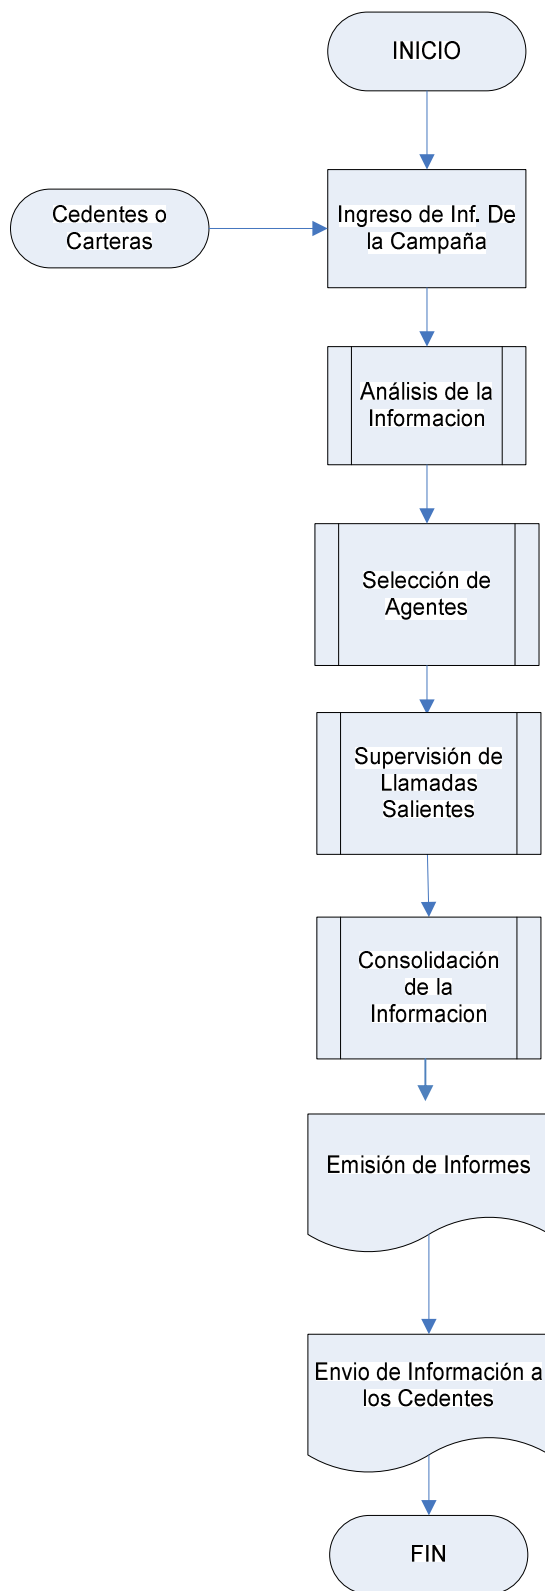 INICIO
Cedentes o
Carteras
Ingreso de Inf. De
la Campaña
Análisis de la
Informacion
Selección de
Agentes
Supervisión de
Llamadas
Salientes
Consolidación
de la
Informacion
Emisión de Informes
Envio de Información a
los Cedentes
FIN